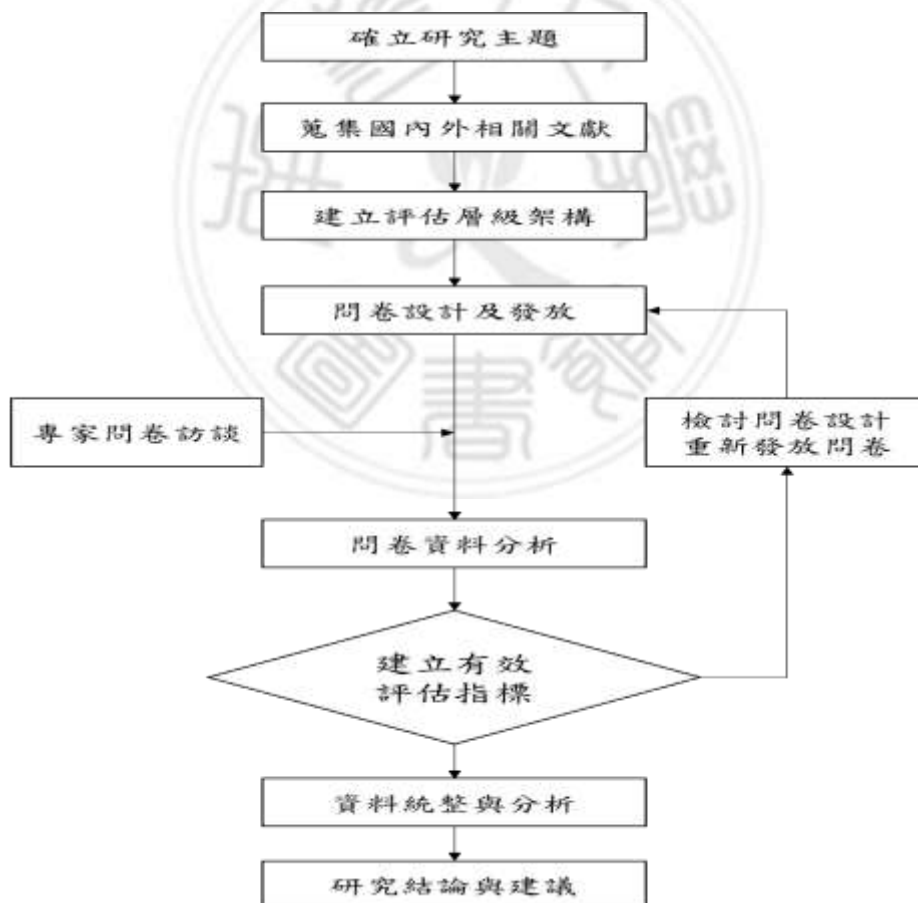 確立研究主題
蒐集國內外相關文獻
建立評估層級架構
問卷設計及發放
專家問卷訪談
檢討問卷設計
重新發放問卷
問卷資料分析
建立有效
評估指標
資料統整與分析
研究結論與建議